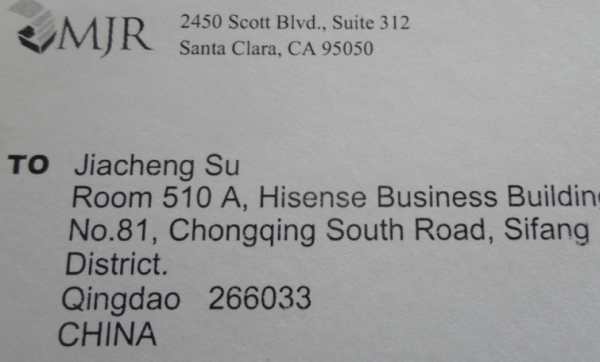 MJR
2450 Scott Blvd., Suite 312
Santa Clara, CA 95050
TO Jiacheng Su
Room 510 A, Hisense Business Building
No.81, Chongqing South Road, Sifang
District.
Qingdao 266033
CHINA